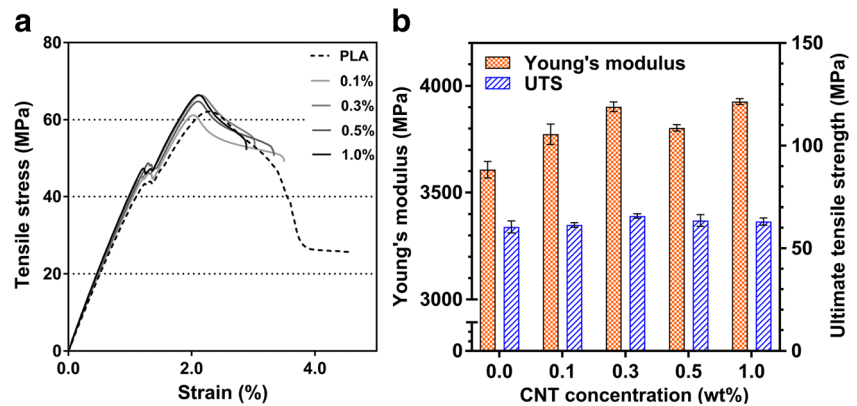 a
Tensile stress (MPa)
80
60
40
20
0
0.0
2.0
4.0
Strain (%)
PLA
0.1%
0.3%
0.5%
1.0%
b
Young's modulus (MPa)
4000
3500
3000
0
Young's modulus
UTS
0.0
0.1
0.3
0.5
1.0
CNT concentration (wt%)
150
100
50
0
Ultimate tensile strength (MPa)